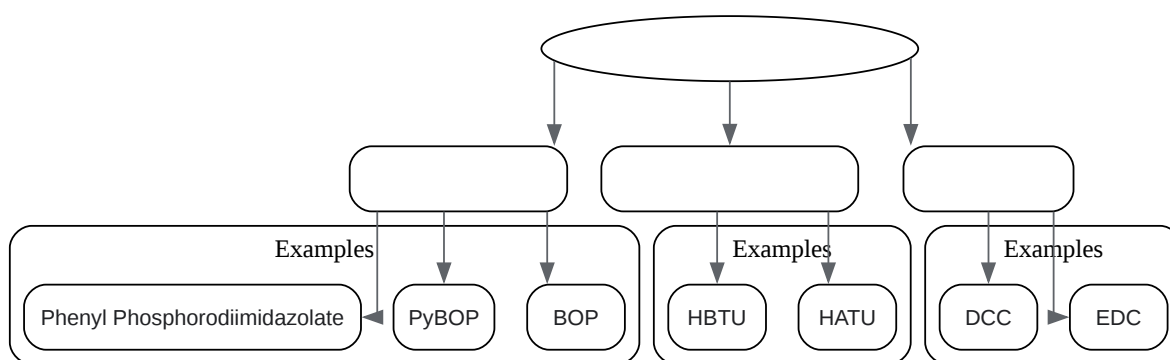 Examples
Examples
Examples
Phenyl Phosphorodiimidazolate
PyBOP
BOP
HBTU
HATU
DCC
EDC